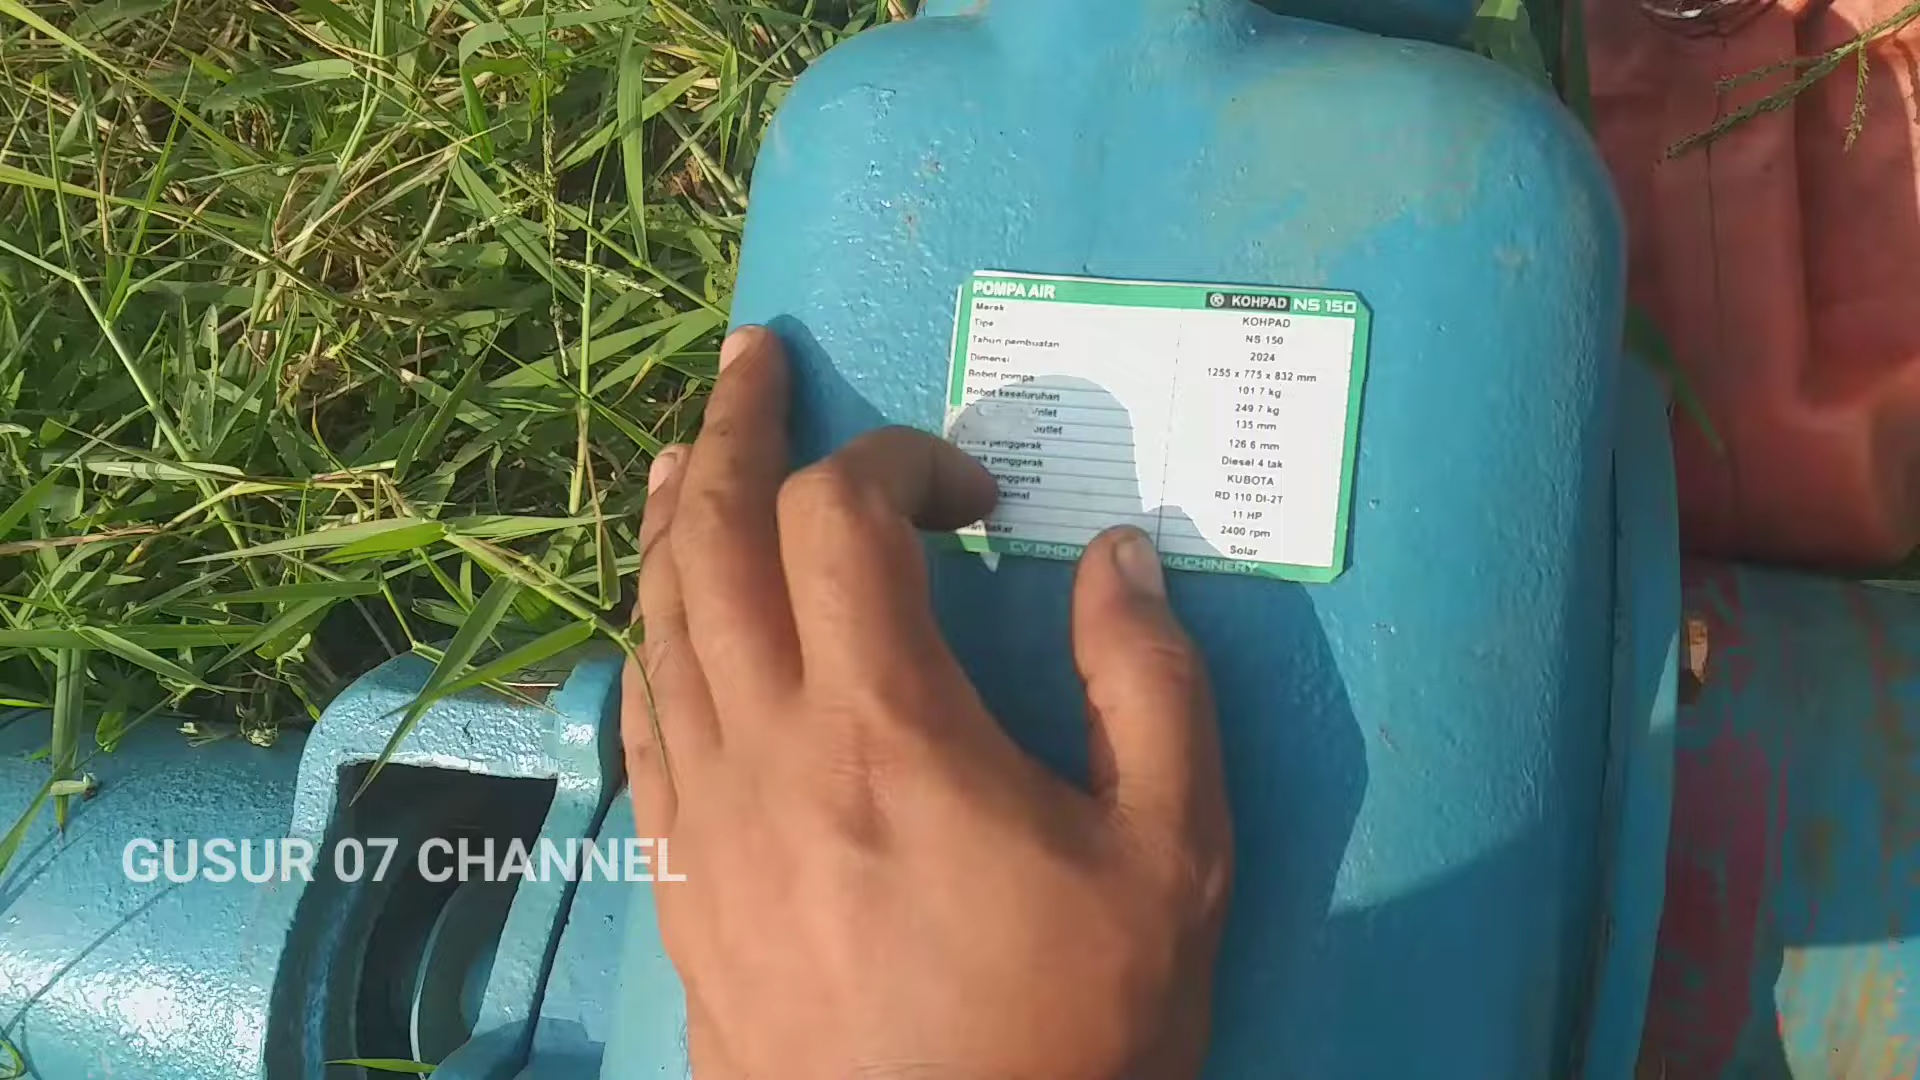 POMPA AIR
KOHPAD NS 150
Merek KOHPAD
Tipe NS 150
Tahun pembuatan 2024
Dimensi 1255 x 775 x 832 mm
Bobot pompa 101.7 kg
Bobot keseluruhan 249.7 kg
inlet 135 mm
outlet 126.6 mm
penggerak Diesel 4 tak
penggerak KUBOTA
penggerak RD 110 DI-2T
11 HP
2400 rpm
Solar
CV PHON MACHINERY
GUSUR 07 CHANNEL